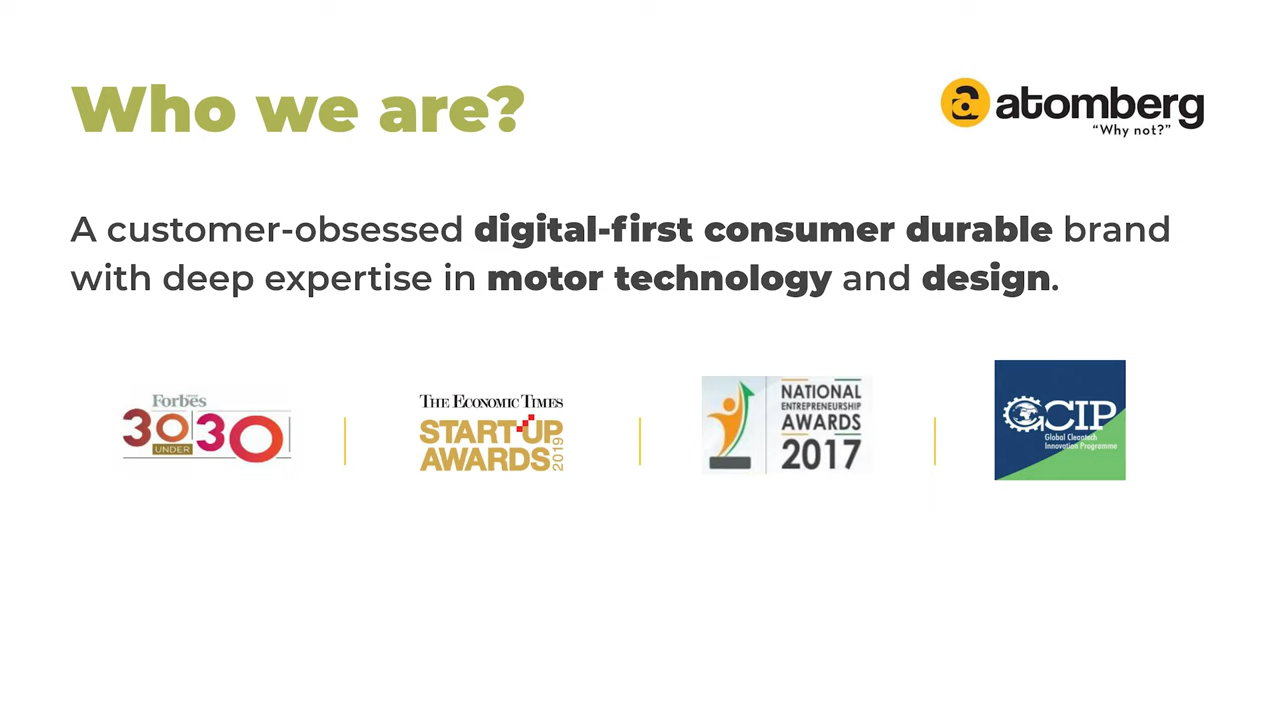 Who we are?
a atomberg
“Why not?”
A customer-obsessed digital-first consumer durable brand
with deep expertise in motor technology and design.
Forbes
30 UNDER 30
THE ECONOMIC TIMES
START-UP
AWARDS 2019
NATIONAL
ENTREPRENEURSHIP
AWARDS
2017
GCIP
Global Cleantech
Innovation Programme